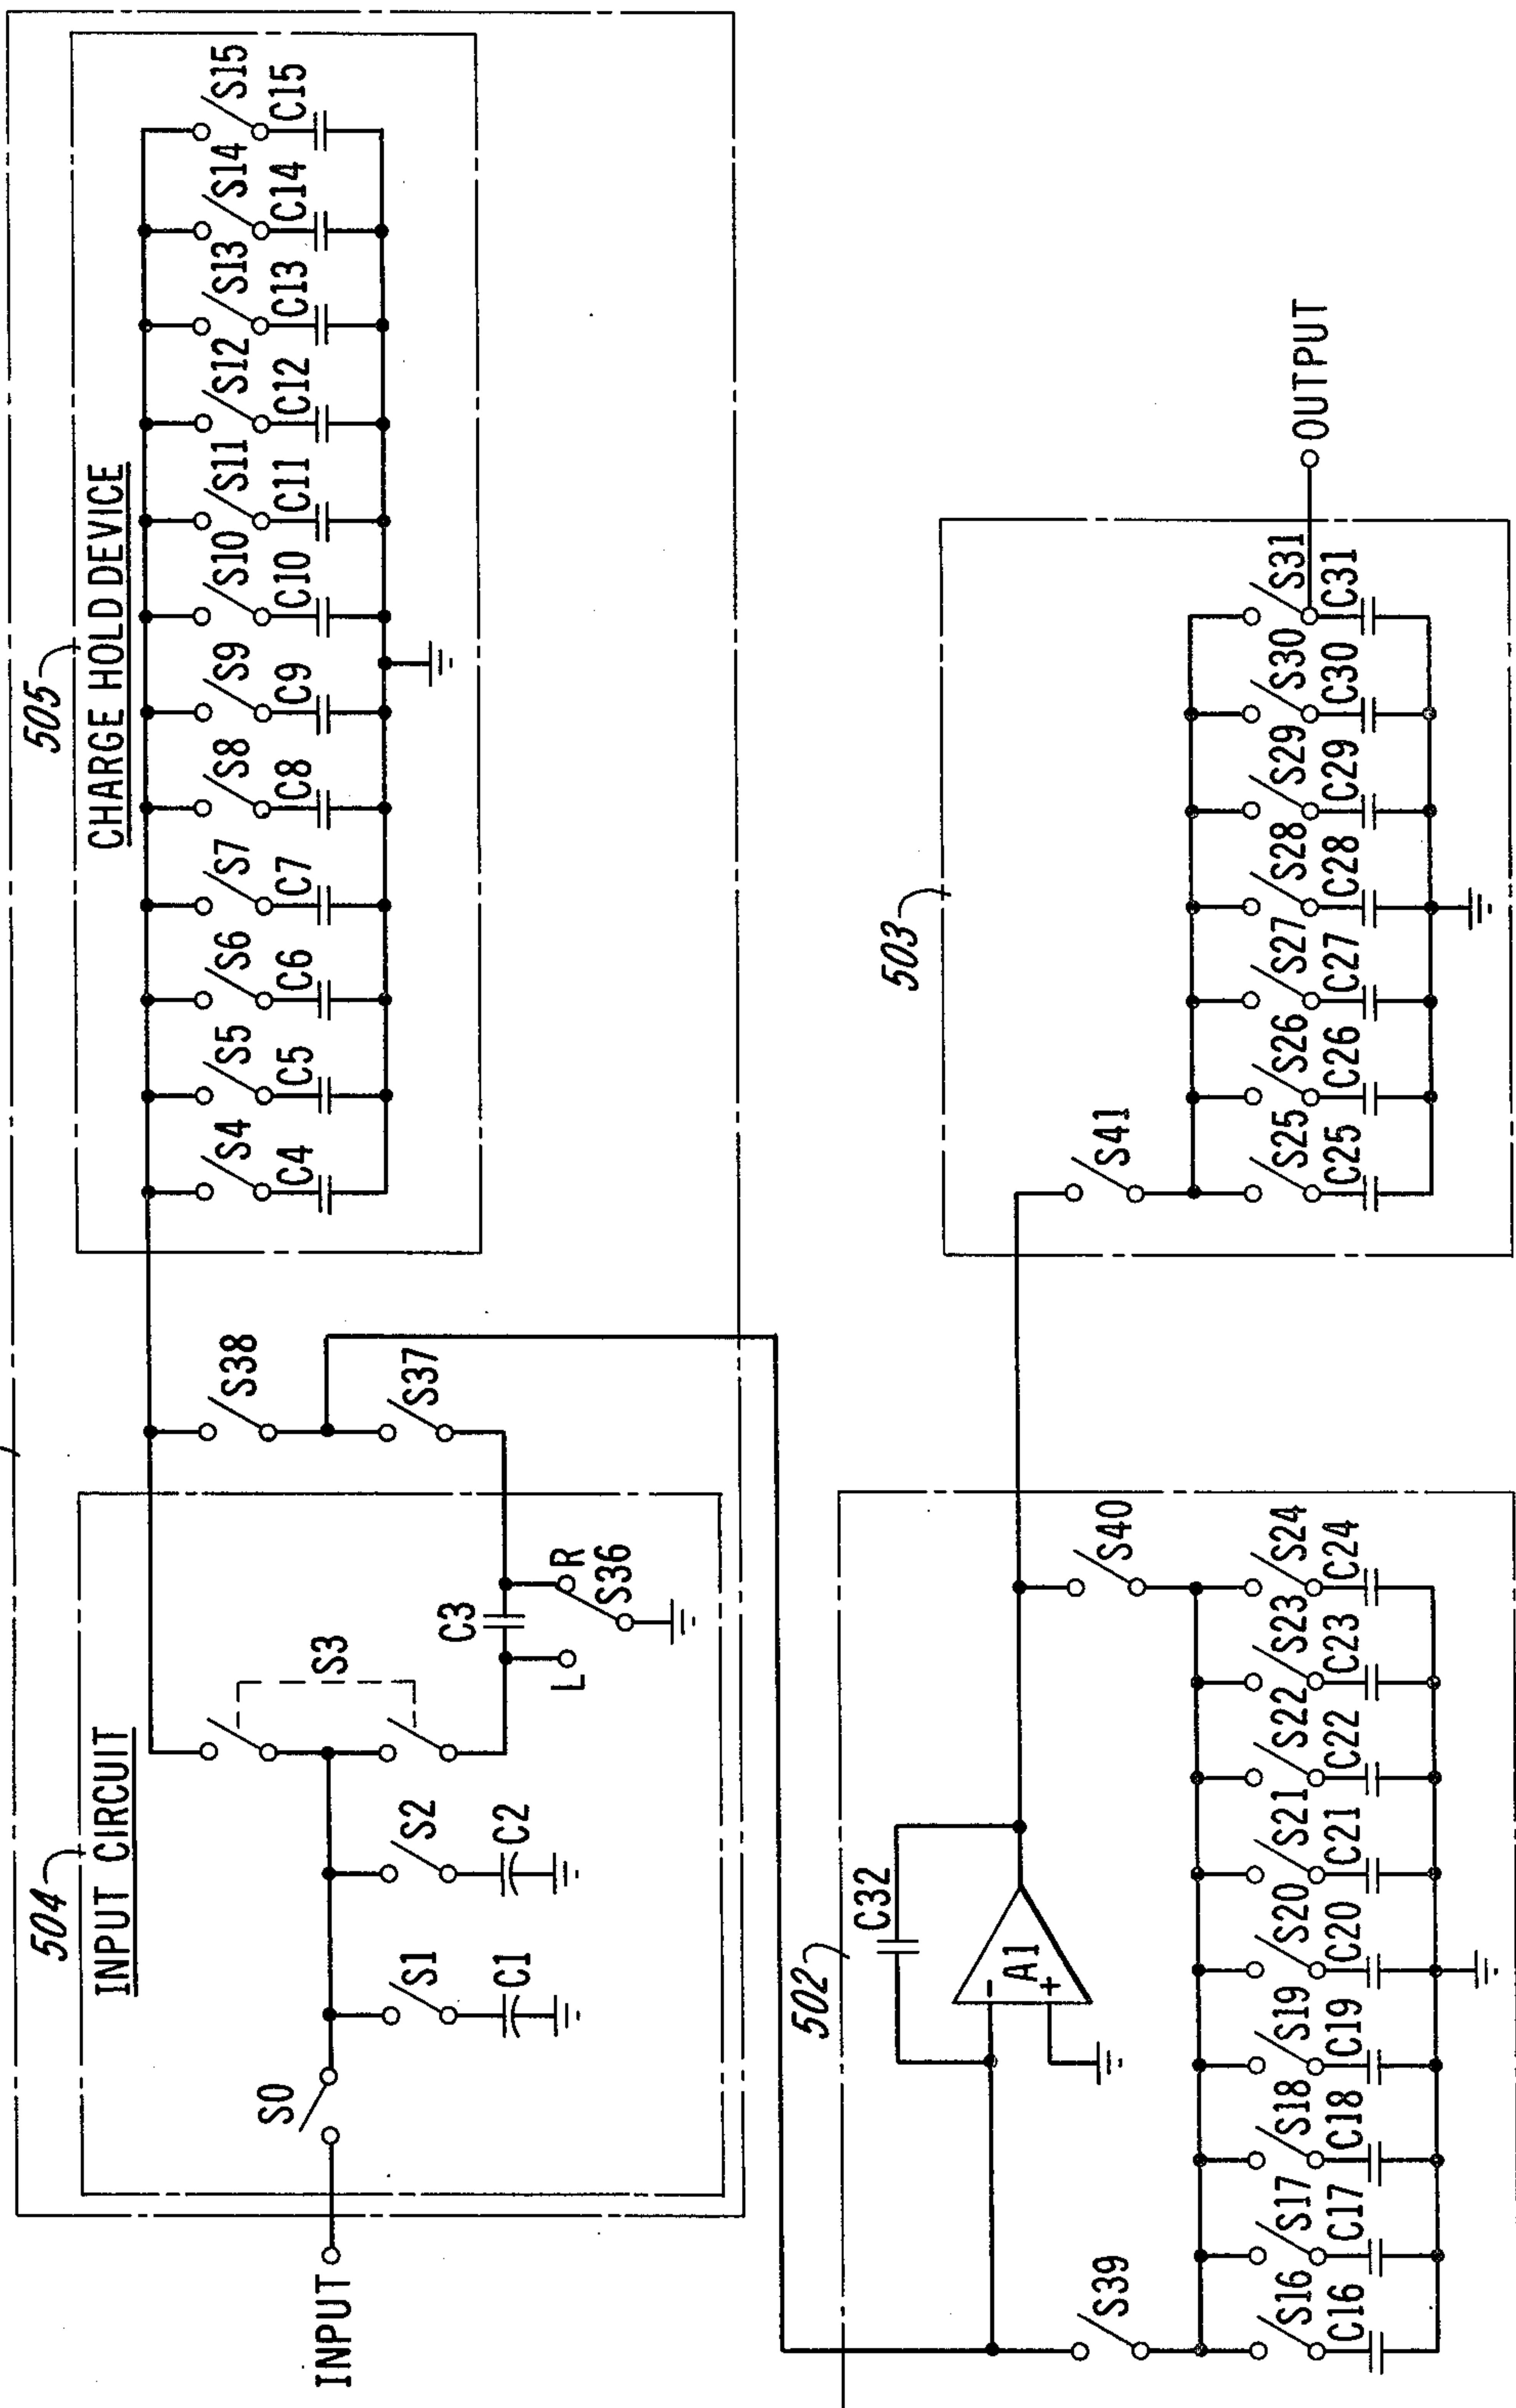 505
CHARGE HOLD DEVICE
S4 S5 S6 S7 S8 S9 S10 S11 S12 S13 S14 S15
C4 C5 C6 C7 C8 C9 C10 C11 C12 C13 C14 C15
504
INPUT CIRCUIT
S38
S37
S0
S3
S1 S2
C1 C2
C3
L R
S36
INPUT
502
C32
A1
-
+
S39
S40
S16 S17 S18 S19 S20 S21 S22 S23 S24
C16 C17 C18 C19 C20 C21 C22 C23 C24
503
S41
S25 S26 S27 S28 S29 S30 S31
C25 C26 C27 C28 C29 C30 C31
OUTPUT